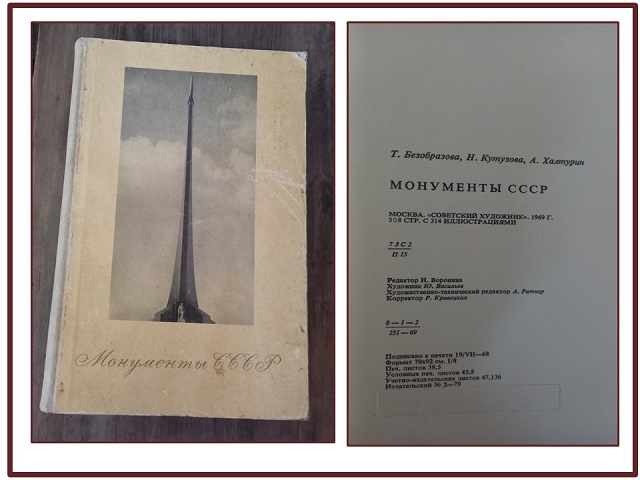 Монументы СССР
Т. Безобразова, Н. Кутузова, А. Халтурин
МОНУМЕНТЫ СССР
МОСКВА. «СОВЕТСКИЙ ХУДОЖНИК». 1969 Г.
308 СТР. С 314 ИЛЛЮСТРАЦИЯМИ
7 3 С 2
П 15
Редактор Н. Воронина
Художник Ю. Васильев
Художественно-технический редактор А. Ратнер
Корректор Р. Кравецкая
8—1—2
251—69
Подписано к печати 19/VII—68
Формат 70х92 см. 1/8
Печ. листов 38,5
Условных печ. листов 45,8
Учетно-издательских листов 47,136
Издательский № 2—79